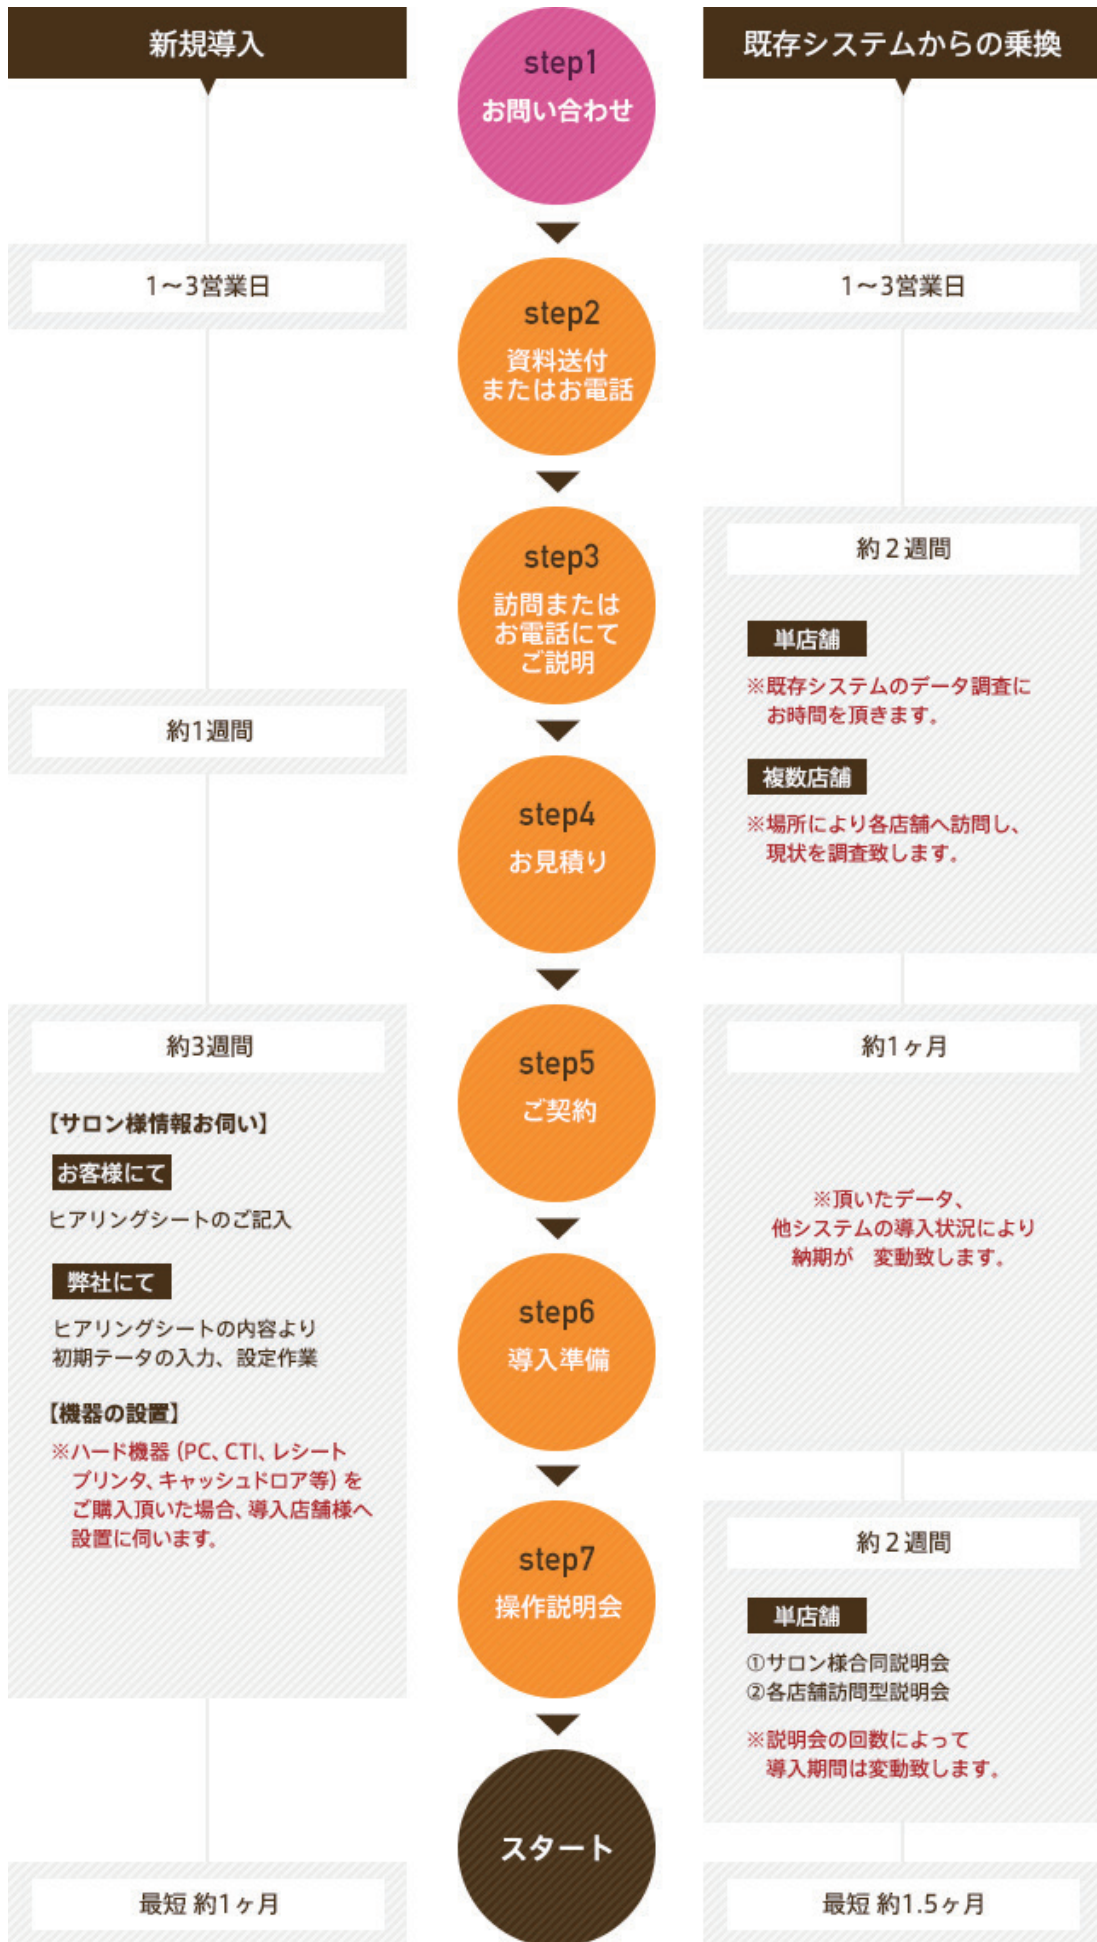 新規導入
1〜3営業日
約1週間
約3週間
【サロン様情報お伺い】
お客様にて
ヒアリングシートのご記入
弊社にて
ヒアリングシートの内容より
初期テータの入力、設定作業
【機器の設置】
※ハード機器（PC、CTI、レシート
プリンタ、キャッシュドロア等）を
ご購入頂いた場合、導入店舗様へ
設置に伺います。
最短 約1ヶ月
step1
お問い合わせ
step2
資料送付
またはお電話
step3
訪問または
お電話にて
ご説明
step4
お見積り
step5
ご契約
step6
導入準備
step7
操作説明会
スタート
既存システムからの乗換
1〜3営業日
約２週間
単店舗
※既存システムのデータ調査に
お時間を頂きます。
複数店舗
※場所により各店舗へ訪問し、
現状を調査致します。
約1ヶ月
※頂いたデータ、
他システムの導入状況により
納期が　変動致します。
約２週間
単店舗
①サロン様合同説明会
②各店舗訪問型説明会
※説明会の回数によって
導入期間は変動致します。
最短 約1.5ヶ月